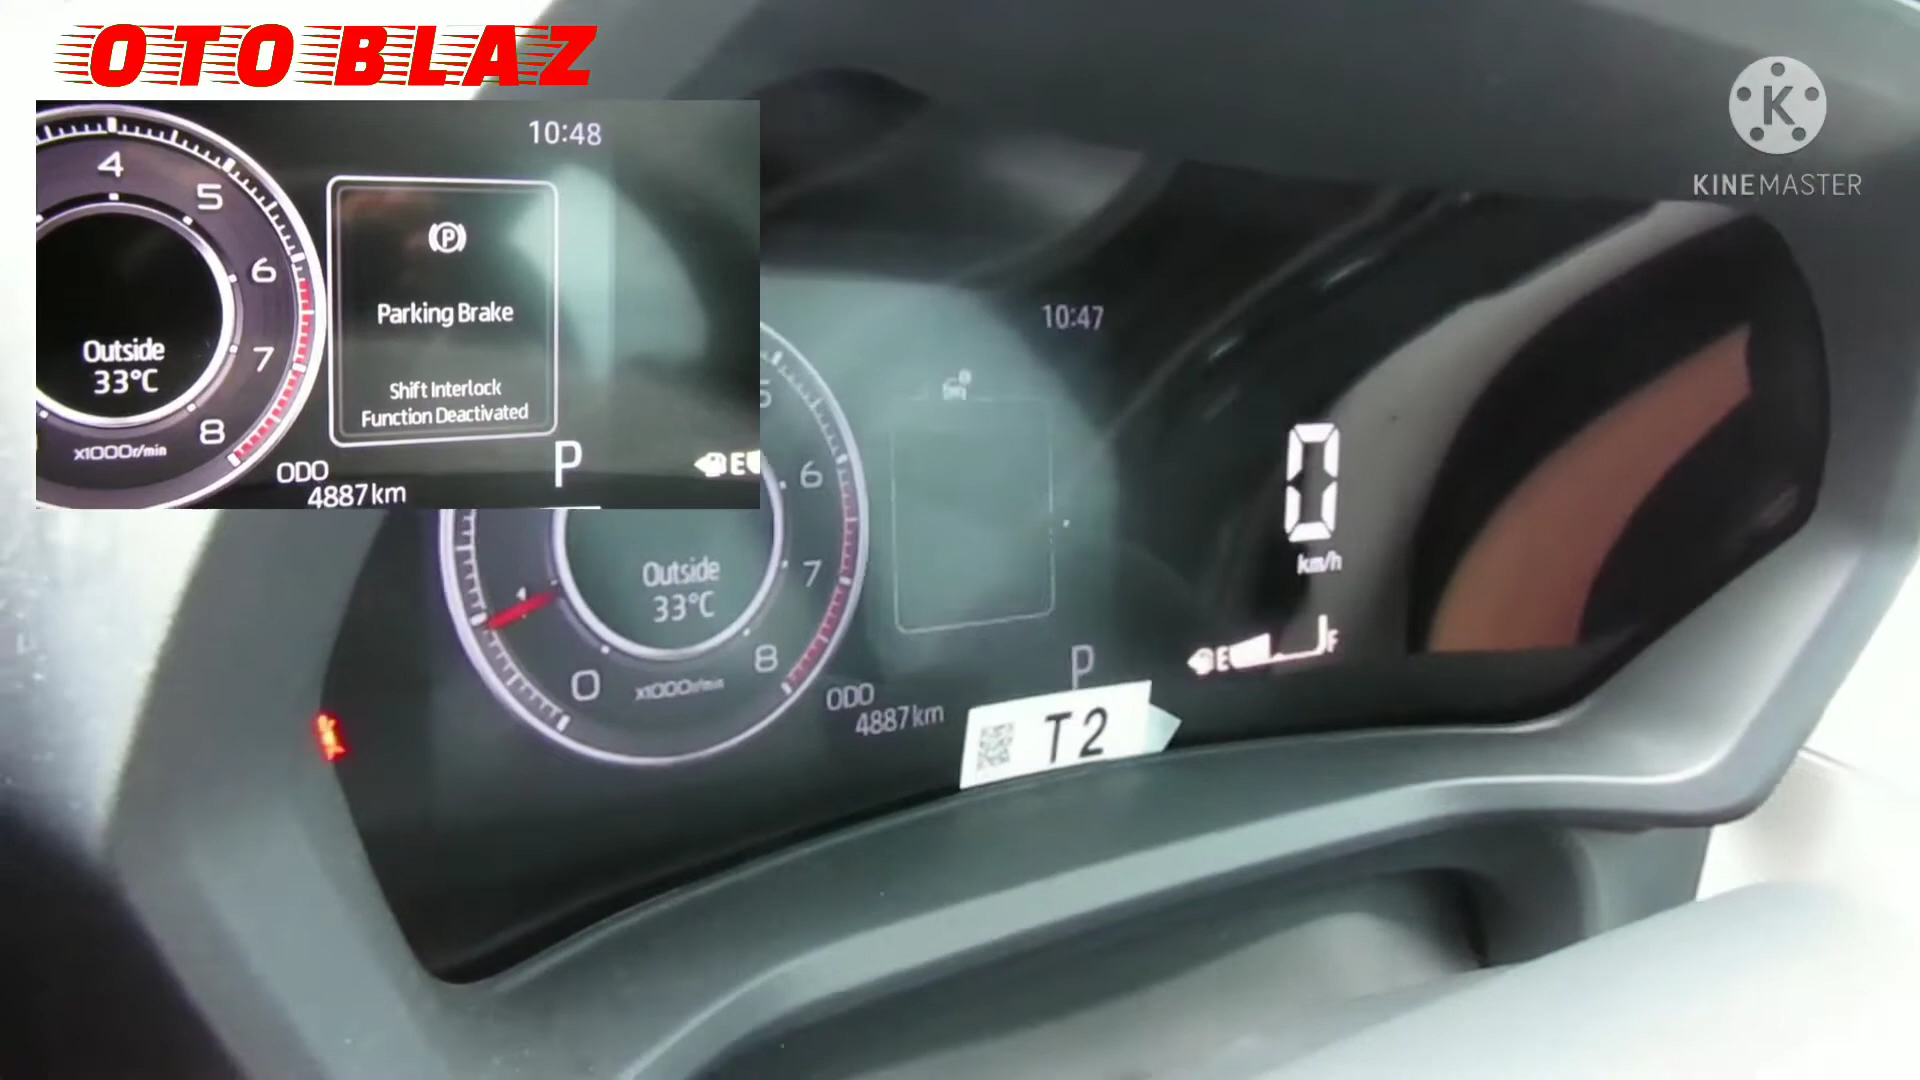 OTO BLAZ
10:48
4
5
6
7
8
Outside
33°C
x1000r/min
Parking Brake
Shift Interlock
Function Deactivated
ODO
4887km
P
E
K
KINEMASTER
10:47
6
7
8
0
Outside
33°C
x1000r/min
ODO
4887km
P
T2
0
km/h
E
F